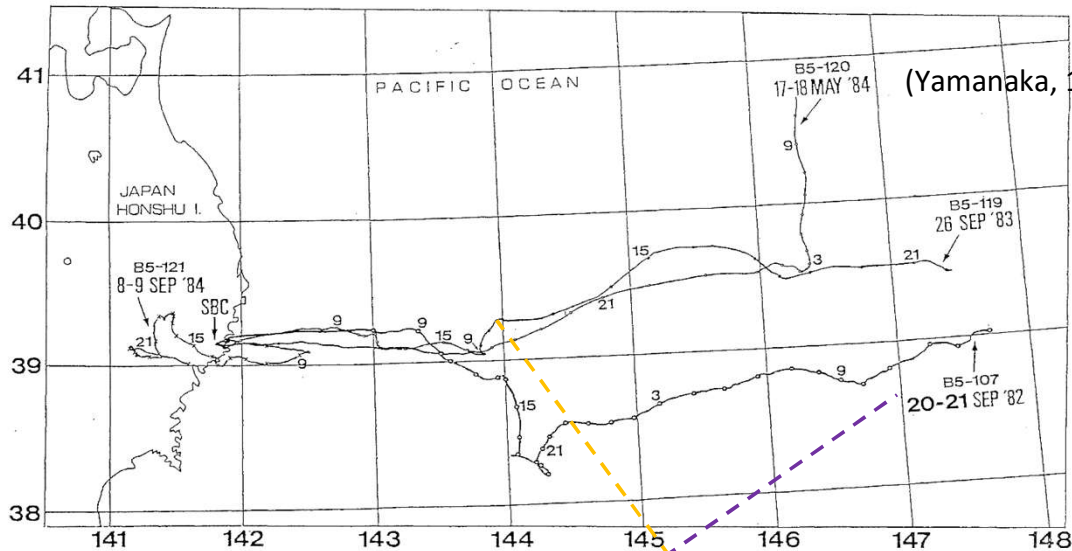 41
PACIFIC OCEAN
B5-120
17-18 MAY '84
(Yamanaka, 1
9
JAPAN
HONSHU I.
40
B5-119
26 SEP '83
15
3
21
B5-121
8-9 SEP '84
SBC
21
15
9
9
9
9
21
39
15
3
9
B5-107
20-21 SEP '82
21
38
141
142
143
144
145
146
147
148